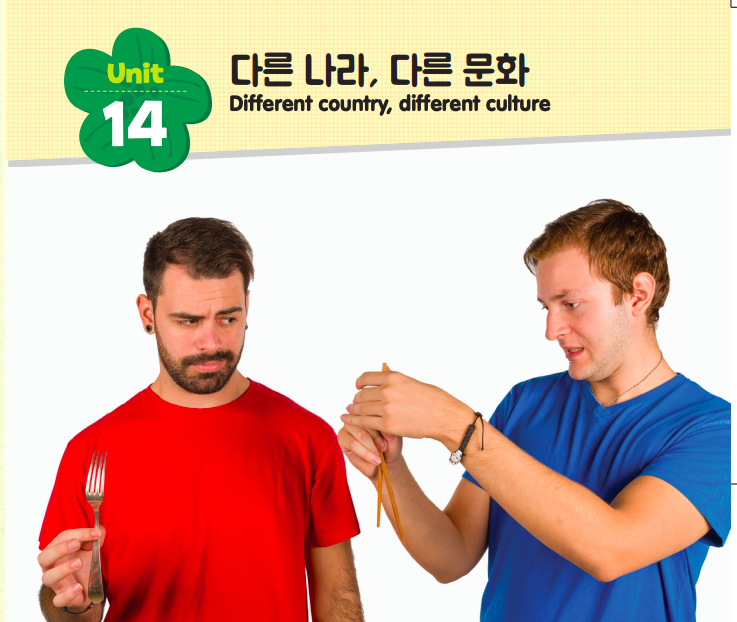 Unit
14
다른 나라, 다른 문화
Different country, different culture